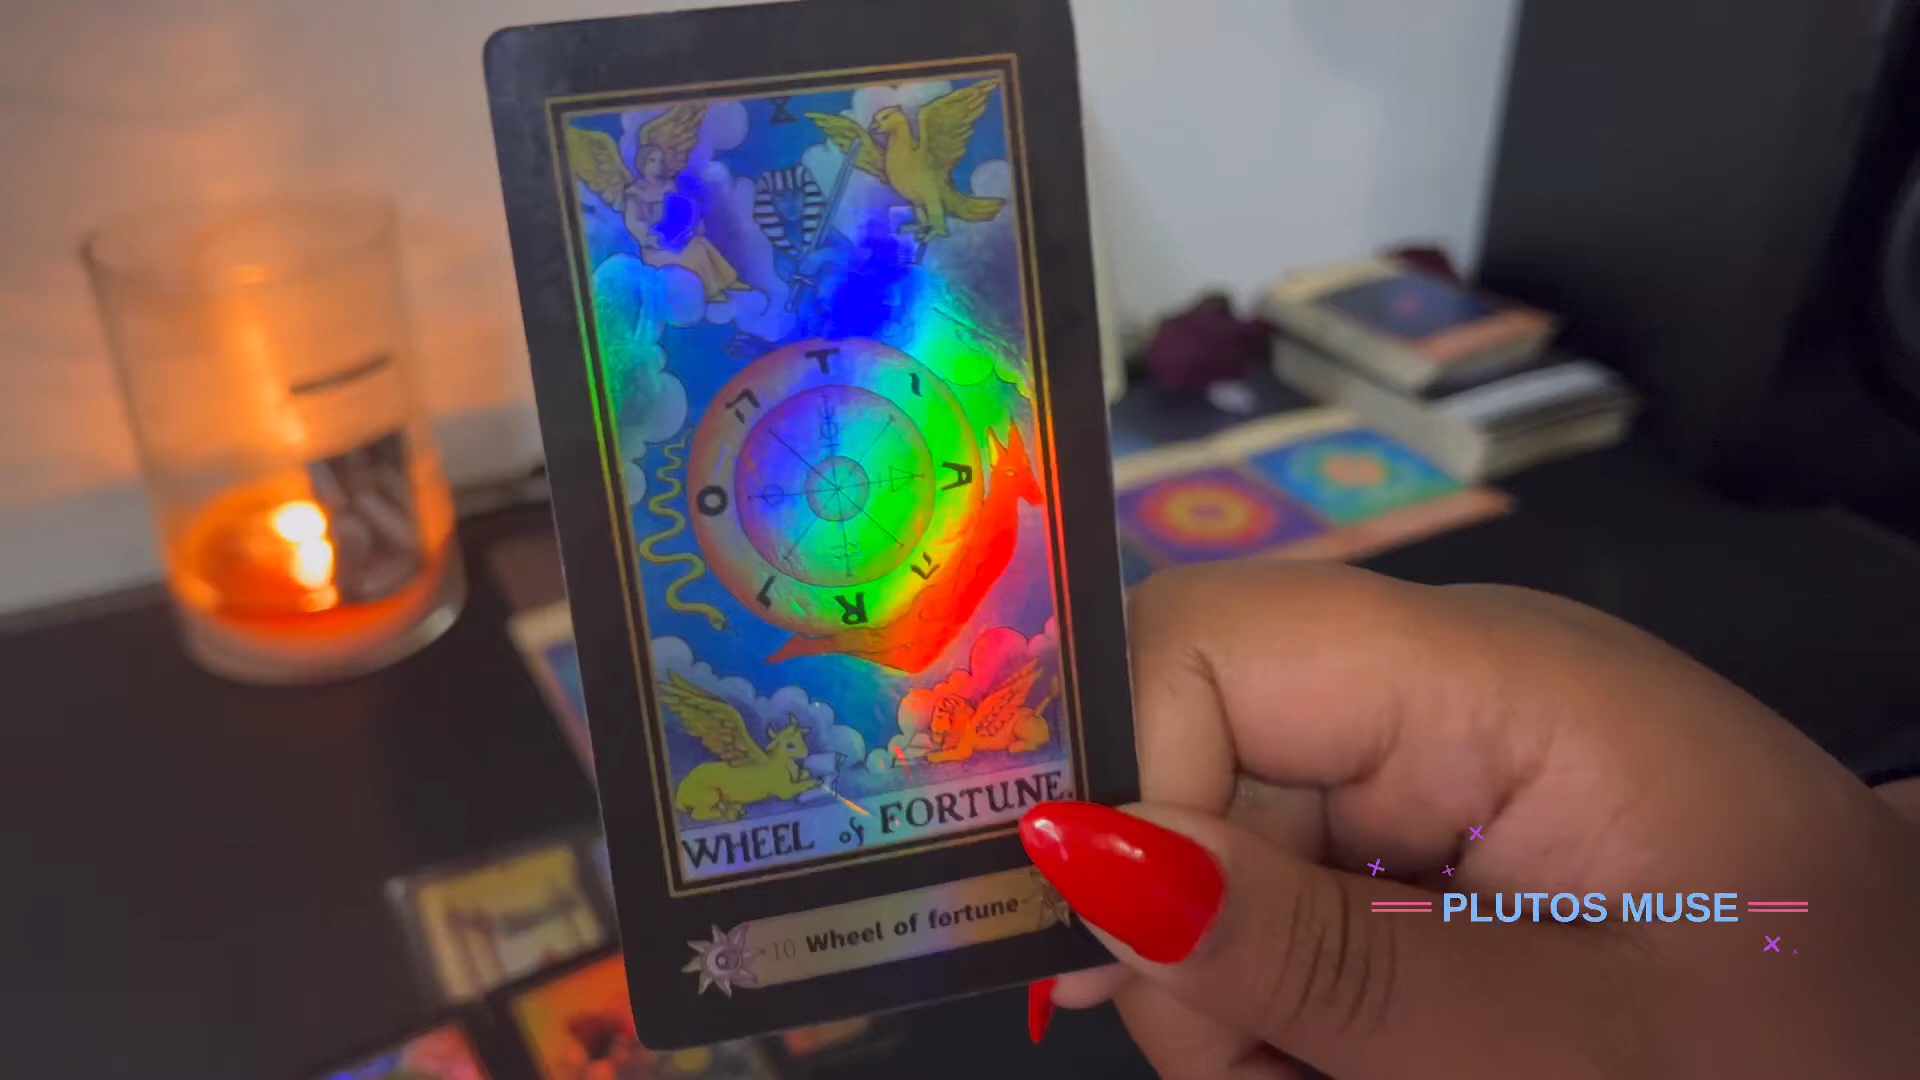 T
י
A
ה
R
ו
O
ה
WHEEL of FORTUNE.
10 Wheel of fortune
PLUTOS MUSE